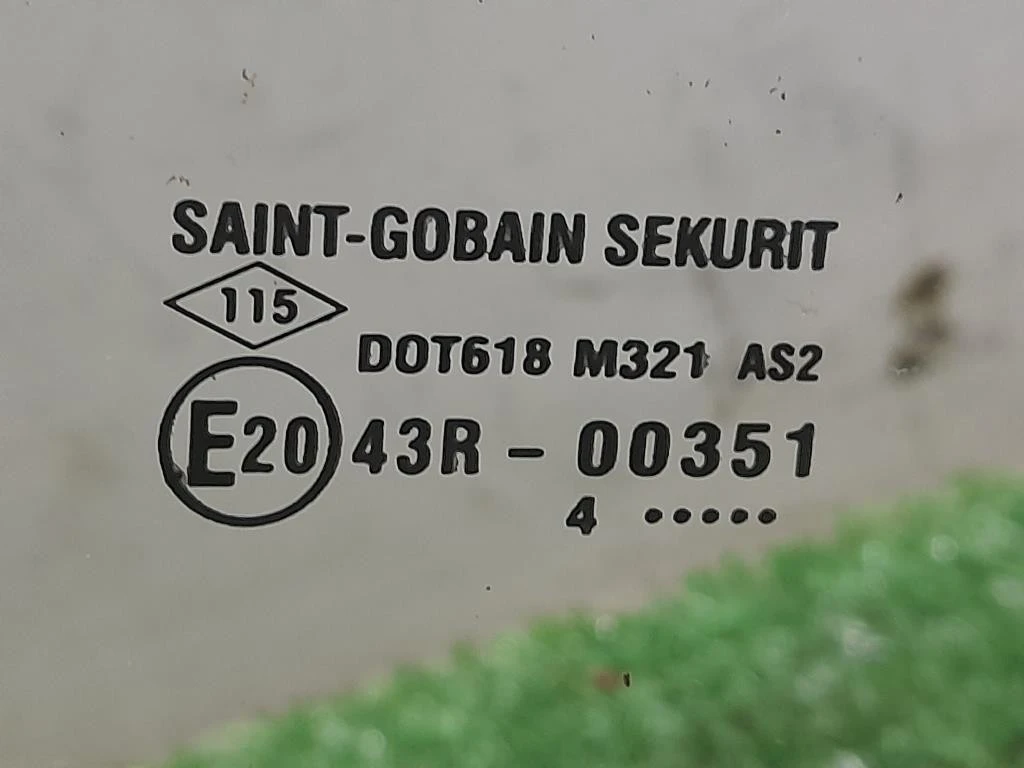 SAINT-GOBAIN SEKURIT
115
DOT618 M321 AS2
E20 43R - 00351
4 •••••